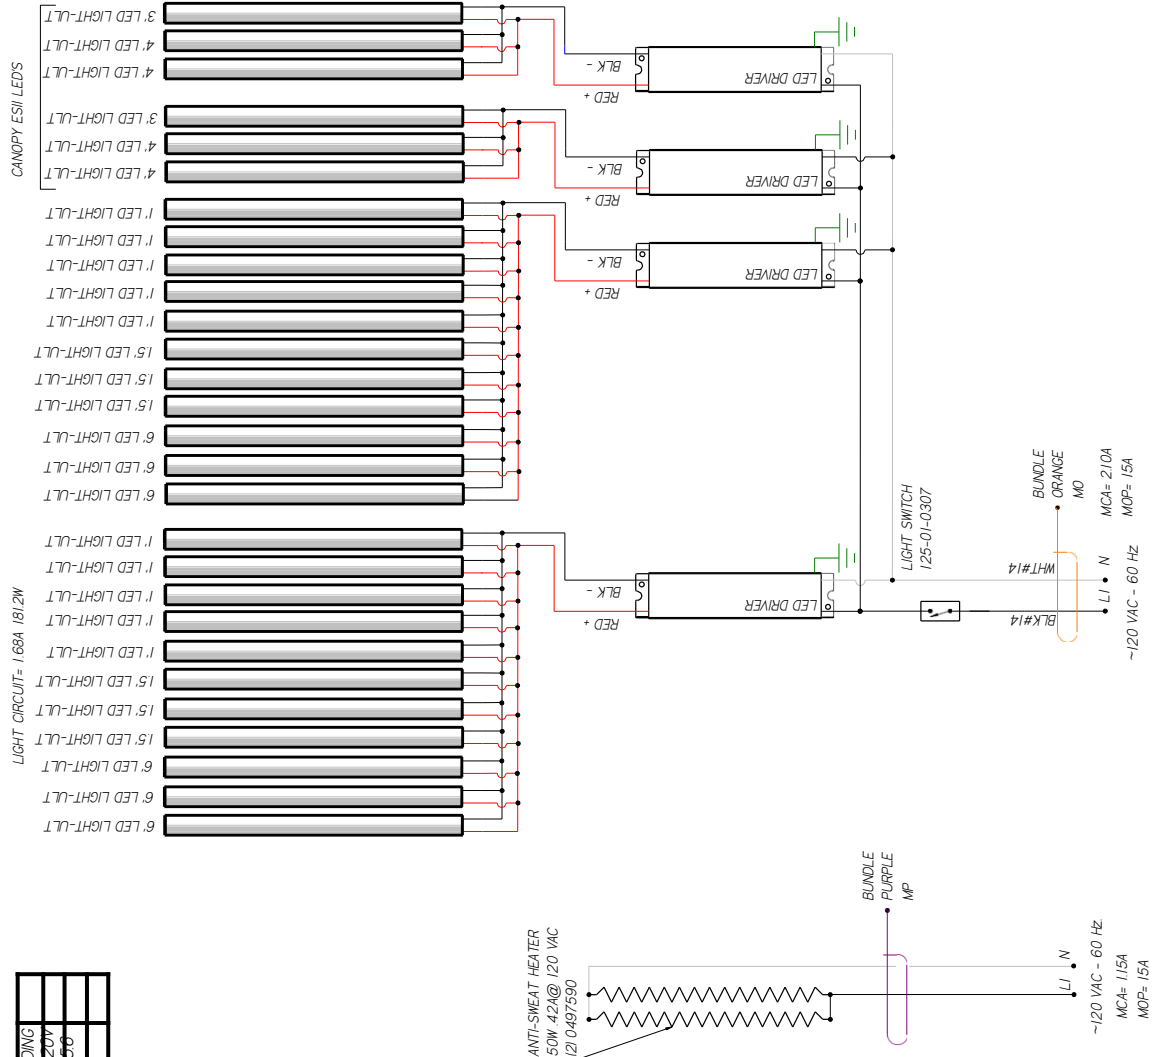 CANOPY ESII LED'S
3' LED LIGHT-ULT
4' LED LIGHT-ULT
4' LED LIGHT-ULT
3' LED LIGHT-ULT
4' LED LIGHT-ULT
4' LED LIGHT-ULT
1' LED LIGHT-ULT
1' LED LIGHT-ULT
1' LED LIGHT-ULT
1' LED LIGHT-ULT
1' LED LIGHT-ULT
1.5' LED LIGHT-ULT
1.5' LED LIGHT-ULT
1.5' LED LIGHT-ULT
6' LED LIGHT-ULT
6' LED LIGHT-ULT
6' LED LIGHT-ULT
LIGHT CIRCUIT= 1.68A 181.2W
1' LED LIGHT-ULT
1' LED LIGHT-ULT
1' LED LIGHT-ULT
1' LED LIGHT-ULT
1' LED LIGHT-ULT
1.5' LED LIGHT-ULT
1.5' LED LIGHT-ULT
1.5' LED LIGHT-ULT
6' LED LIGHT-ULT
6' LED LIGHT-ULT
6' LED LIGHT-ULT
BLK -
RED +
LED DRIVER
BLK -
RED +
LED DRIVER
BLK -
RED +
LED DRIVER
BLK -
RED +
LED DRIVER
LIGHT SWITCH
125-01-0307
BUNDLE
ORANGE
MO
WHT#14
BLK#14
L1 N
~120 VAC - 60 Hz
MCA= 2.10A
MOP= 15A
ANTI-SWEAT HEATER
50W .42A@ 120 VAC
121 0497590
BUNDLE
PURPLE
MP
L1 N
~120 VAC - 60 Hz.
MCA= 1.15A
MOP= 15A